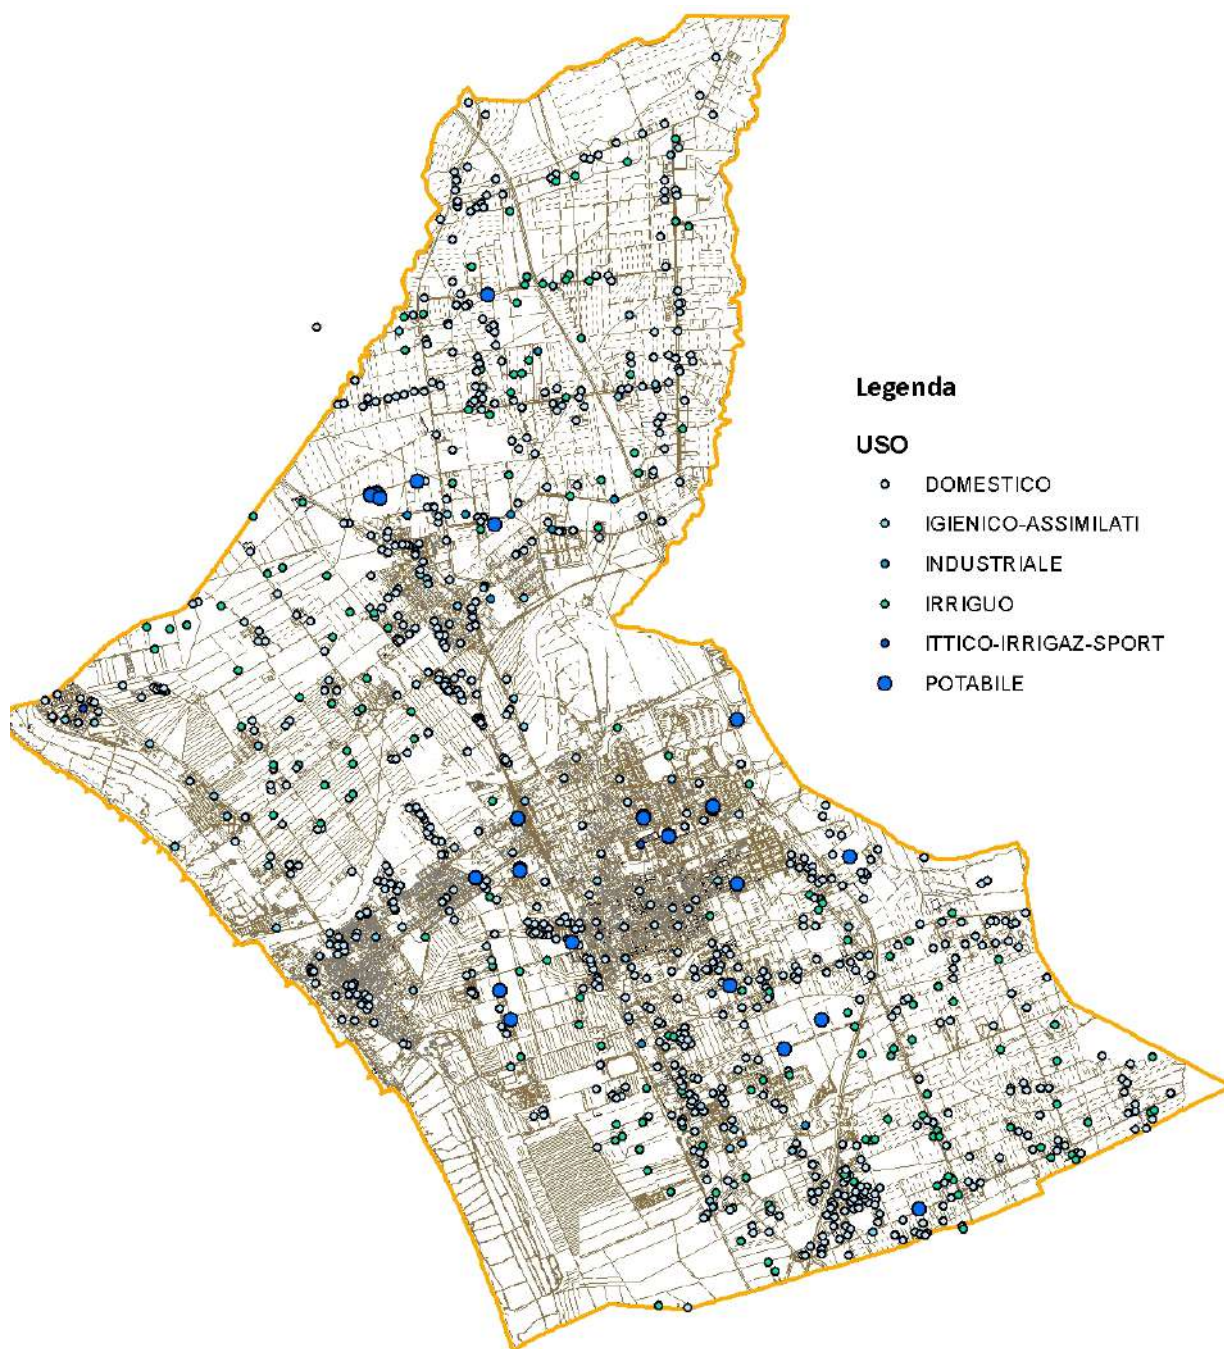 Legenda
USO
DOMESTICO
IGIENICO-ASSIMILATI
INDUSTRIALE
IRRIGUO
ITTICO-IRRIGAZ-SPORT
POTABILE